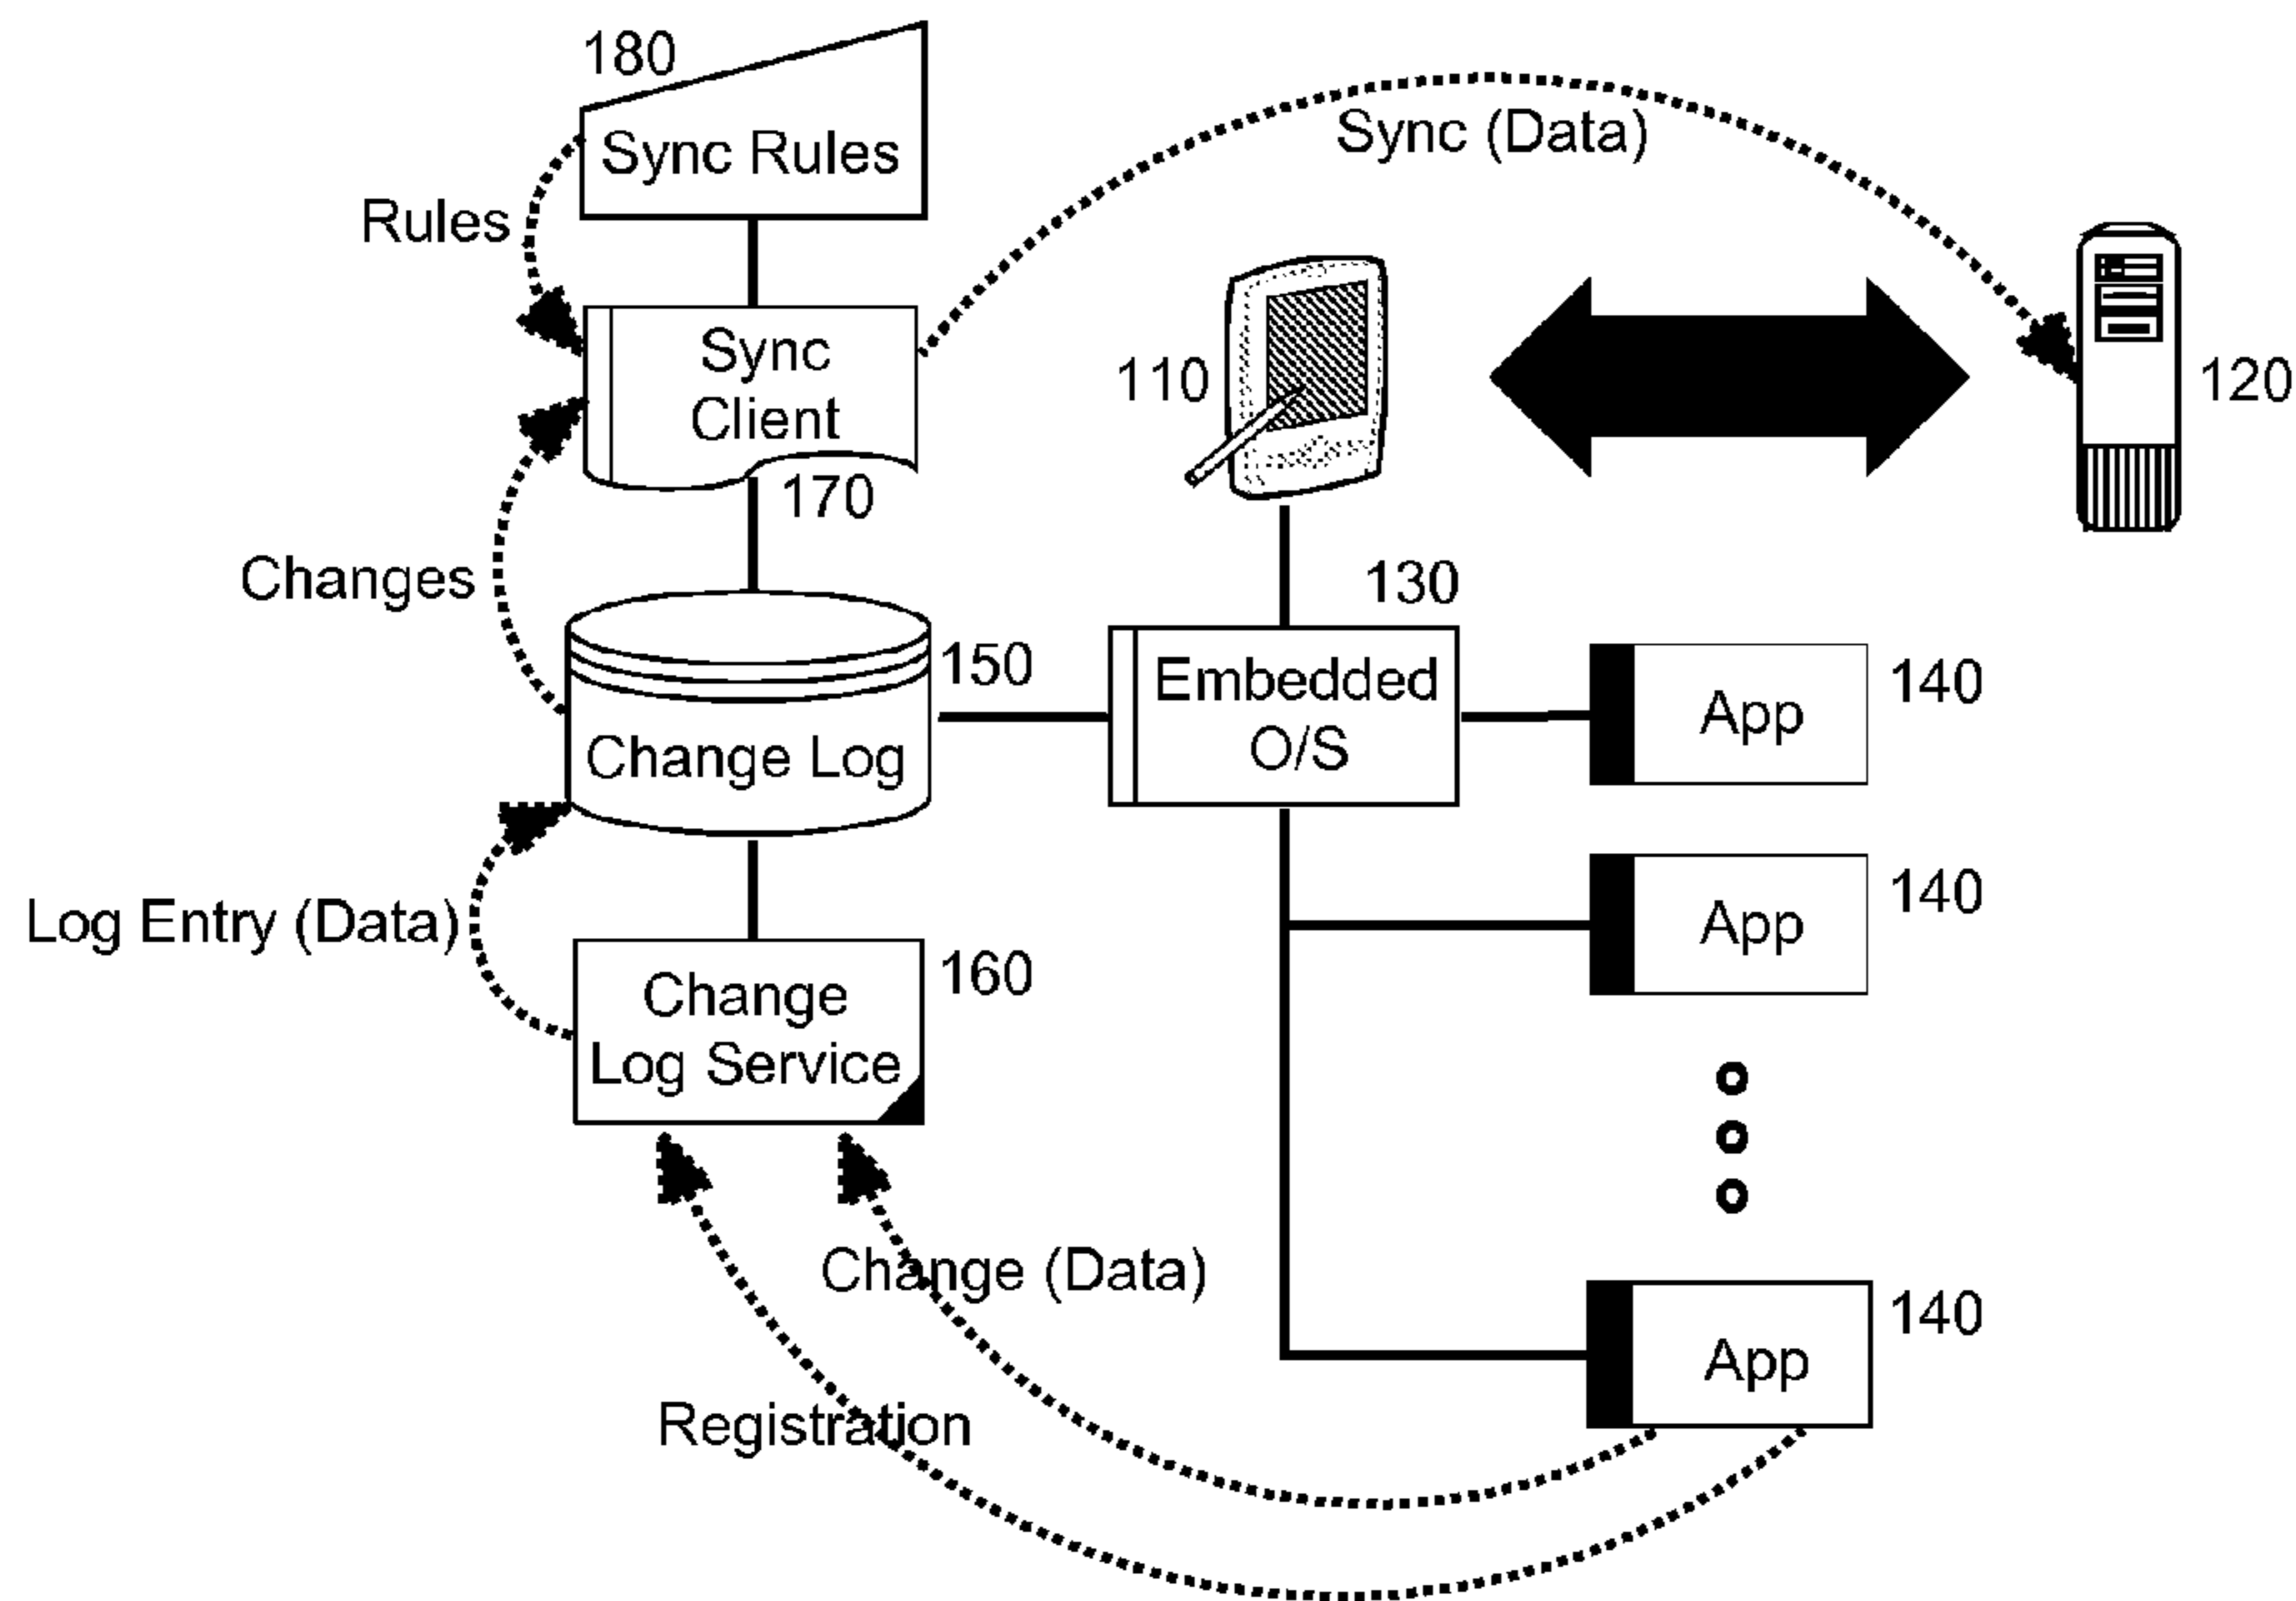 180
Sync Rules
Sync (Data)
Rules
Sync
Client
170
110
120
Changes
130
150
Change Log
Embedded
O/S
App
140
App
140
Log Entry (Data)
Change
Log Service
160
Change (Data)
App
140
Registration